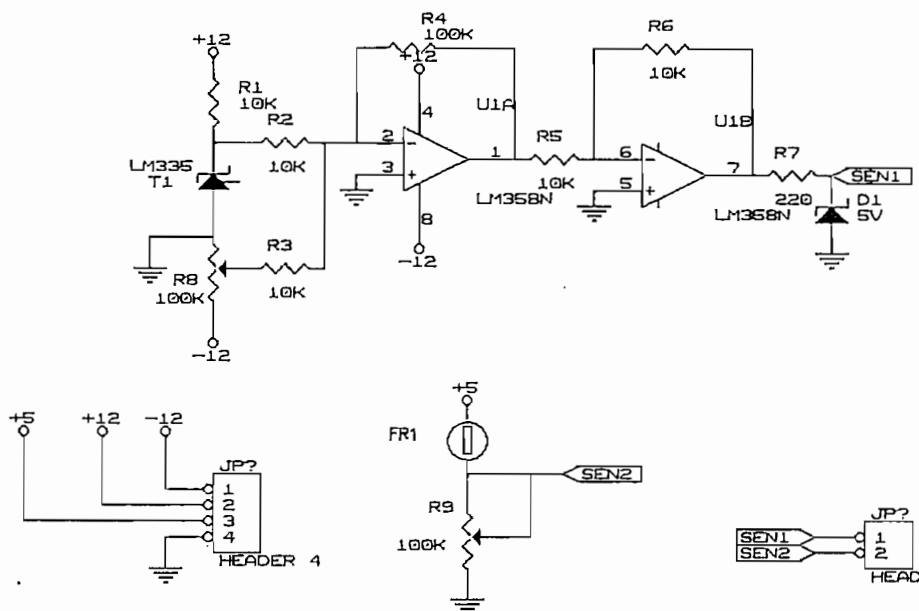 R4
100K
R6
10K
+12
+12
R1
10K
R2
10K
4
U1A
U1B
2
3
1
R5
10K
6
5
7
R7
220
SEN1
LM335
T1
LM358N
LM358N
D1
5V
8
-12
R3
10K
R8
100K
-12
+5
+12
-12
+5
FR1
SEN2
JP?
1
2
3
4
HEADER 4
R9
100K
JP?
SEN1
1
SEN2
2
HEAD